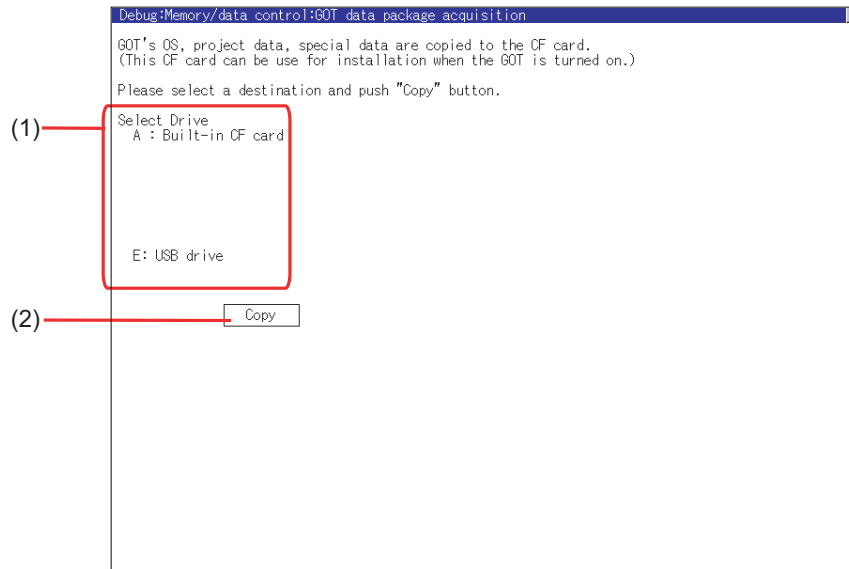 Debug:Memory/data control:GOT data package acquisition
GOT's OS, project data, special data are copied to the CF card.
(This CF card can be use for installation when the GOT is turned on.)
Please select a destination and push "Copy" button.
(1)
Select Drive
A : Built-in CF card
E: USB drive
(2)
Copy